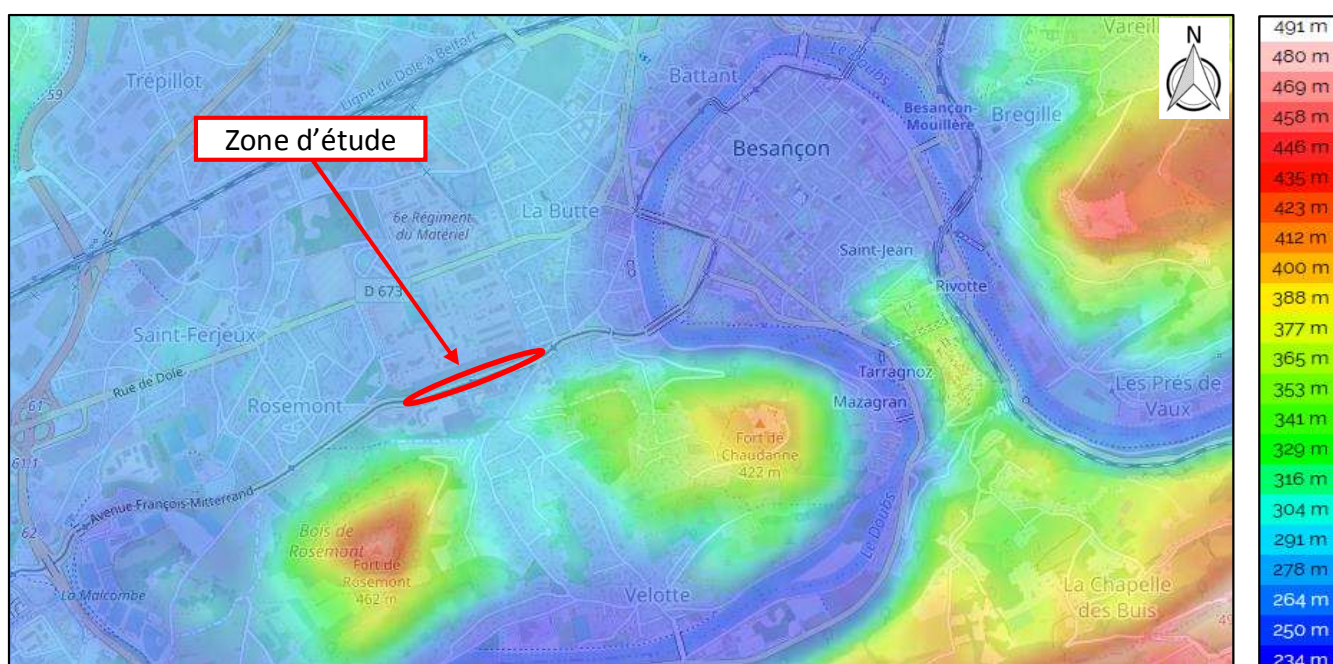 Vareil
N
Le Doubs
Trépillot
59
Ligne de Dole à Belfort
Battant
Besançon-
Mouillère
Bregille
Zone d’étude
Besançon
6e Régiment
du Matériel
La Butte
Saint-Jean
Rivotte
D 673
Saint-Ferjeux
Rue de Dole
Rosemont
Tarragnoz
Mazagran
Les Prés de
Vaux
61
61.1
Fort de
Chaudanne
422 m
Avenue François-Mitterrand
62
Bois de
Rosemont
Fort de
Rosemont
462 m
Le Doubs
La Malcombe
Velotte
La Chapelle
des Buis
49
491 m
480 m
469 m
458 m
446 m
435 m
423 m
412 m
400 m
388 m
377 m
365 m
353 m
341 m
329 m
316 m
304 m
291 m
278 m
264 m
250 m
234 m